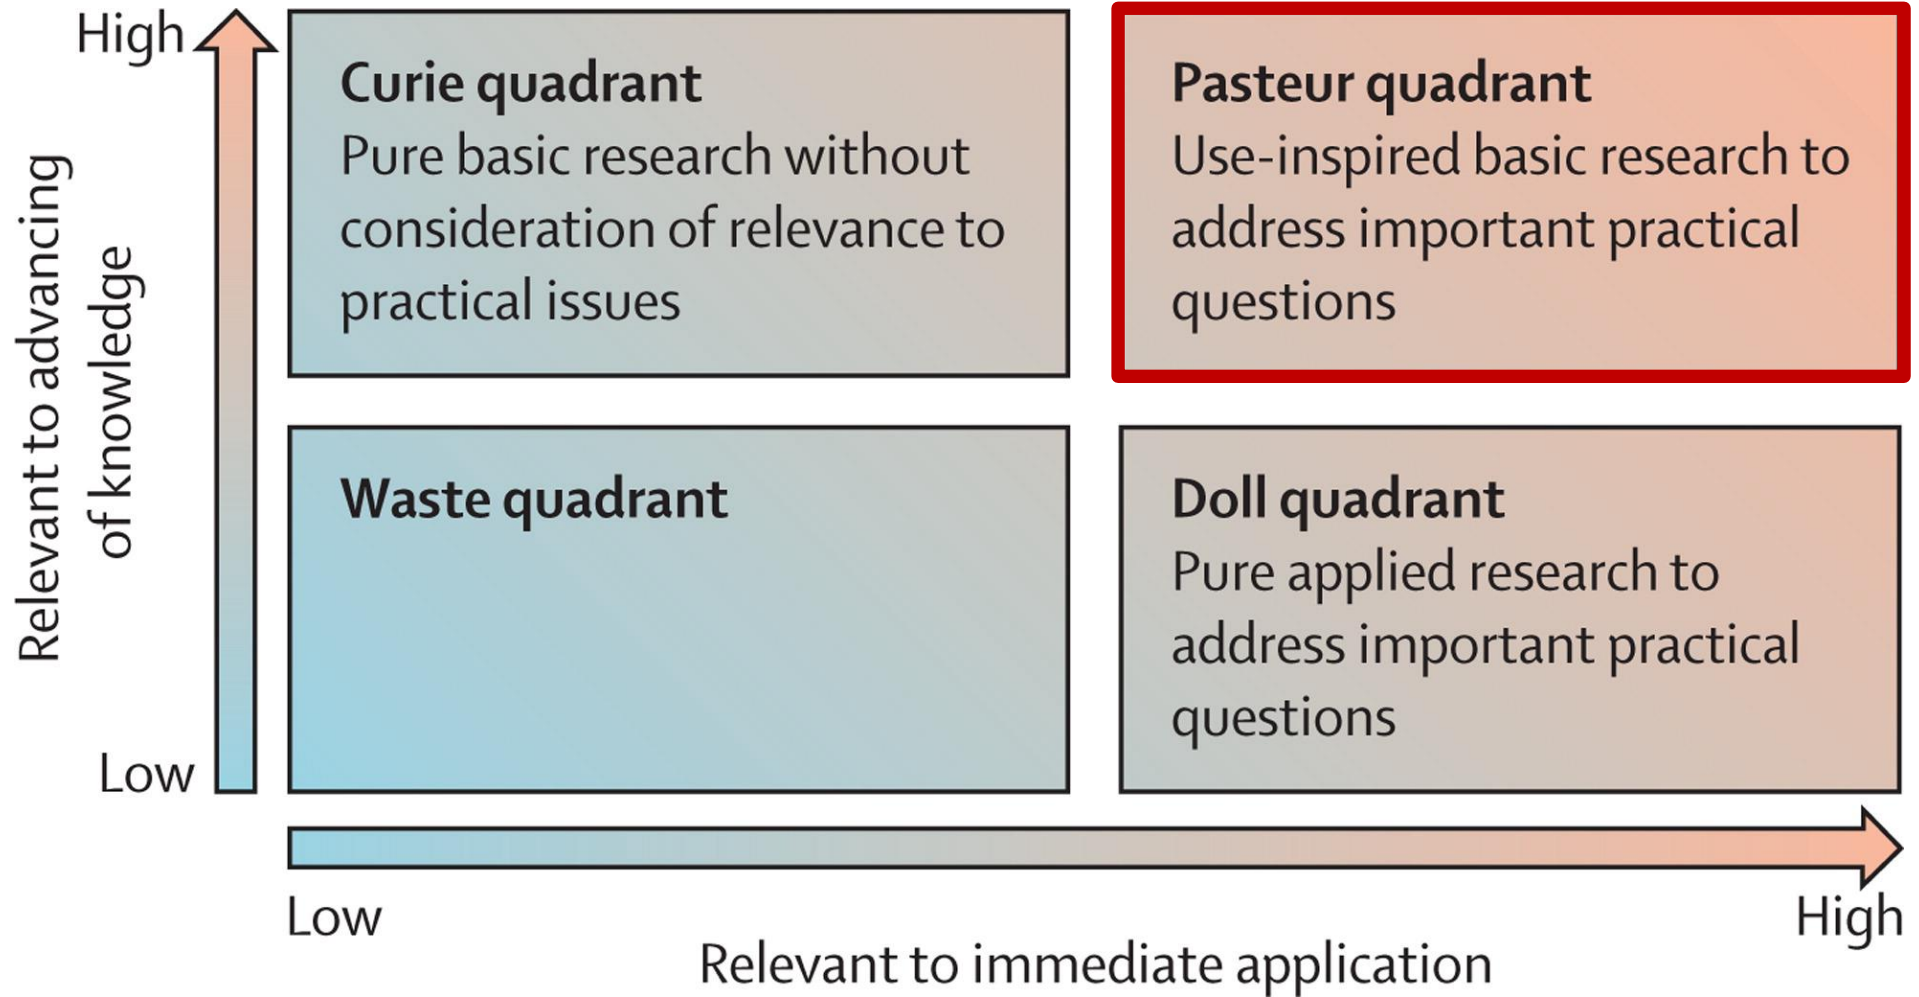 High
Relevant to advancing
of knowledge
Low
Curie quadrant
Pure basic research without
consideration of relevance to
practical issues
Pasteur quadrant
Use-inspired basic research to
address important practical
questions
Waste quadrant
Doll quadrant
Pure applied research to
address important practical
questions
Low
High
Relevant to immediate application